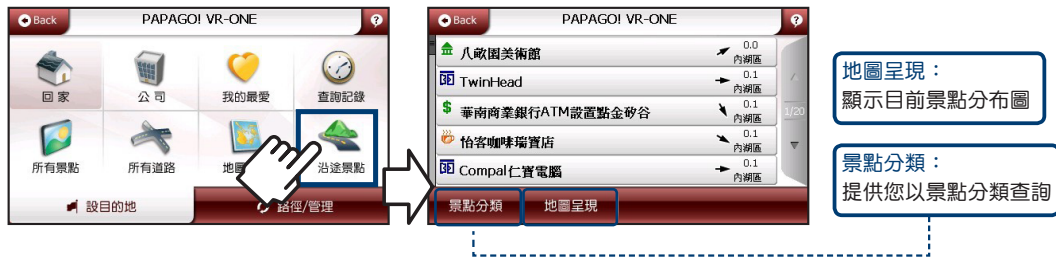 Back
PAPAGO! VR-ONE
?
回家
公司
我的最愛
查詢記錄
所有景點
所有道路
地圖
沿途景點
設目的地
路徑/管理
Back
PAPAGO! VR-ONE
?
八畝園美術館
0.0
內湖區
TwinHead
0.1
內湖區
華南商業銀行ATM設置點金矽谷
0.1
內湖區
怡客咖啡瑞寶店
0.1
內湖區
Compal仁寶電腦
0.1
內湖區
1/20
景點分類
地圖呈現
地圖呈現：
顯示目前景點分布圖
景點分類：
提供您以景點分類查詢